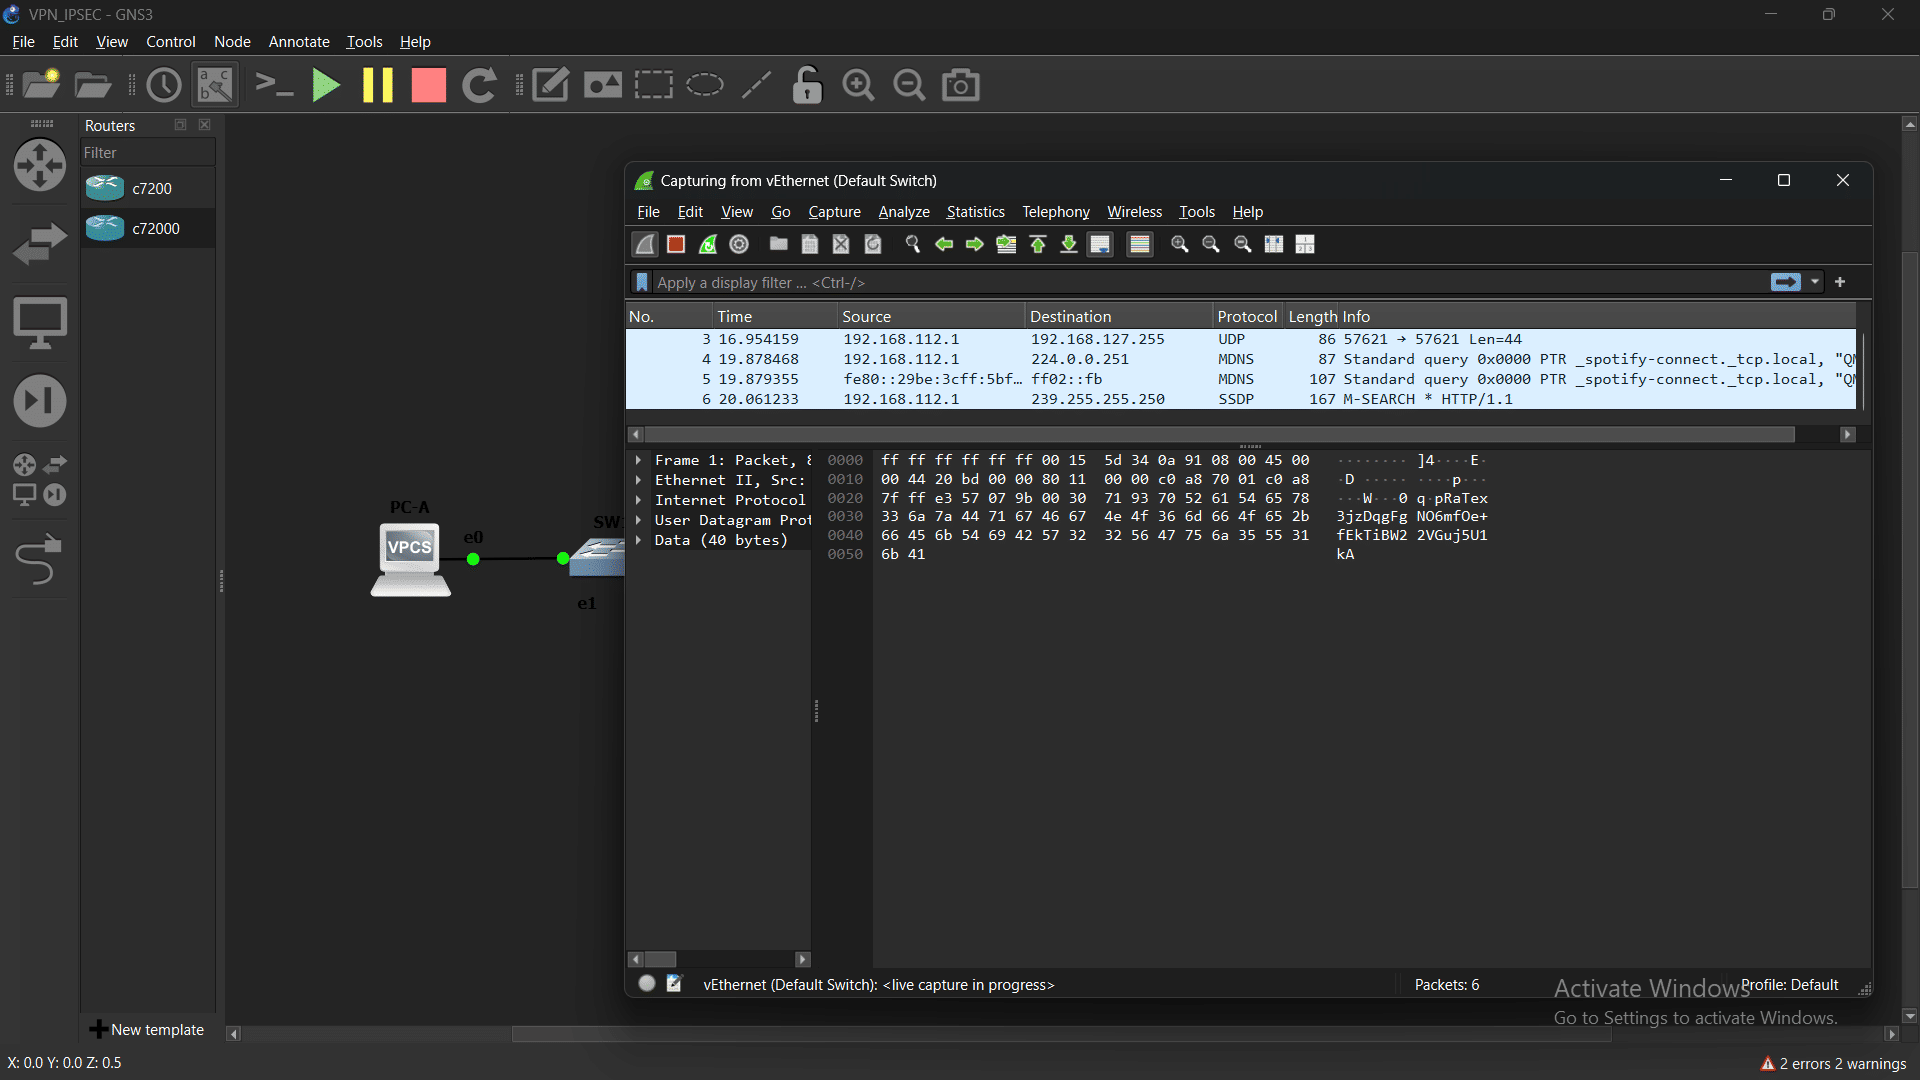 VPN_IPSEC - GNS3
File Edit View Control Node Annotate Tools Help
Routers
Filter
c7200
c72000
New template
PC-A
VPCS
e0
SW
e1
Capturing from vEthernet (Default Switch)
File Edit View Go Capture Analyze Statistics Telephony Wireless Tools Help
Apply a display filter ... <Ctrl-/>
No. Time Source Destination Protocol Length Info
3 16.954159 192.168.112.1 192.168.127.255 UDP 86 57621 → 57621 Len=44
4 19.878468 192.168.112.1 224.0.0.251 MDNS 87 Standard query 0x0000 PTR _spotify-connect._tcp.local, "QM
5 19.879355 fe80::29be:3cff:5bf… ff02::fb MDNS 107 Standard query 0x0000 PTR _spotify-connect._tcp.local, "QM
6 20.061233 192.168.112.1 239.255.255.250 SSDP 167 M-SEARCH * HTTP/1.1
Frame 1: Packet, 8
Ethernet II, Src:
Internet Protocol
User Datagram Prot
Data (40 bytes)
0000 ff ff ff ff ff ff 00 15 5d 34 0a 91 08 00 45 00 ········ ]4····E·
0010 00 44 20 bd 00 00 80 11 00 00 c0 a8 70 01 c0 a8 ·D ····· ····p···
0020 7f ff e3 57 07 9b 00 30 71 93 70 52 61 54 65 78 ···W···0 q·pRaTex
0030 33 6a 7a 44 71 67 46 67 4e 4f 36 6d 66 4f 65 2b 3jzDqgFg NO6mfOe+
0040 66 45 6b 54 69 42 57 32 32 56 47 75 6a 35 55 31 fEkTiBW2 2VGuj5U1
0050 6b 41 kA
vEthernet (Default Switch): <live capture in progress> Packets: 6 Profile: Default
Activate Windows
Go to Settings to activate Windows.
X: 0.0 Y: 0.0 Z: 0.5
2 errors 2 warnings